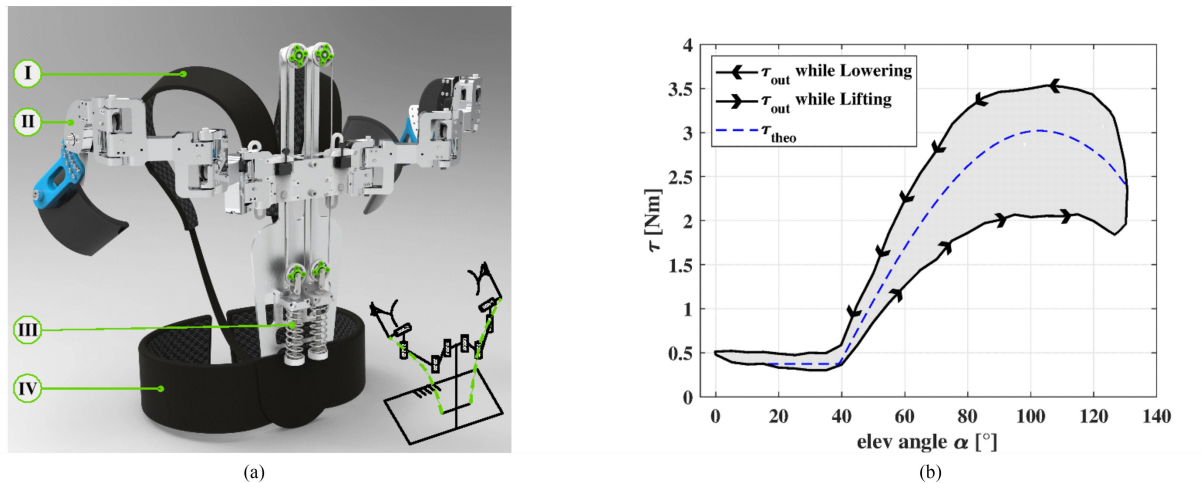 I
II
III
IV
(a)
4
3.5
3
2.5
2
1.5
1
0.5
0
τ [Nm]
τout while Lowering
τout while Lifting
τtheo
0 20 40 60 80 100 120 140
elev angle α [°]
(b)